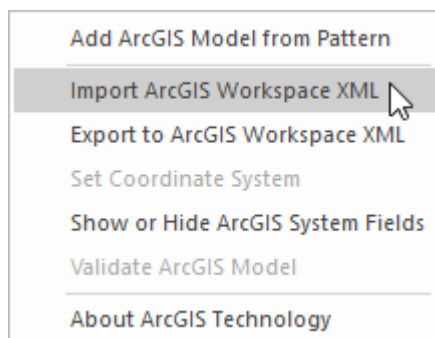 Add ArcGIS Model from Pattern
Import ArcGIS Workspace XML
Export to ArcGIS Workspace XML
Set Coordinate System
Show or Hide ArcGIS System Fields
Validate ArcGIS Model
About ArcGIS Technology